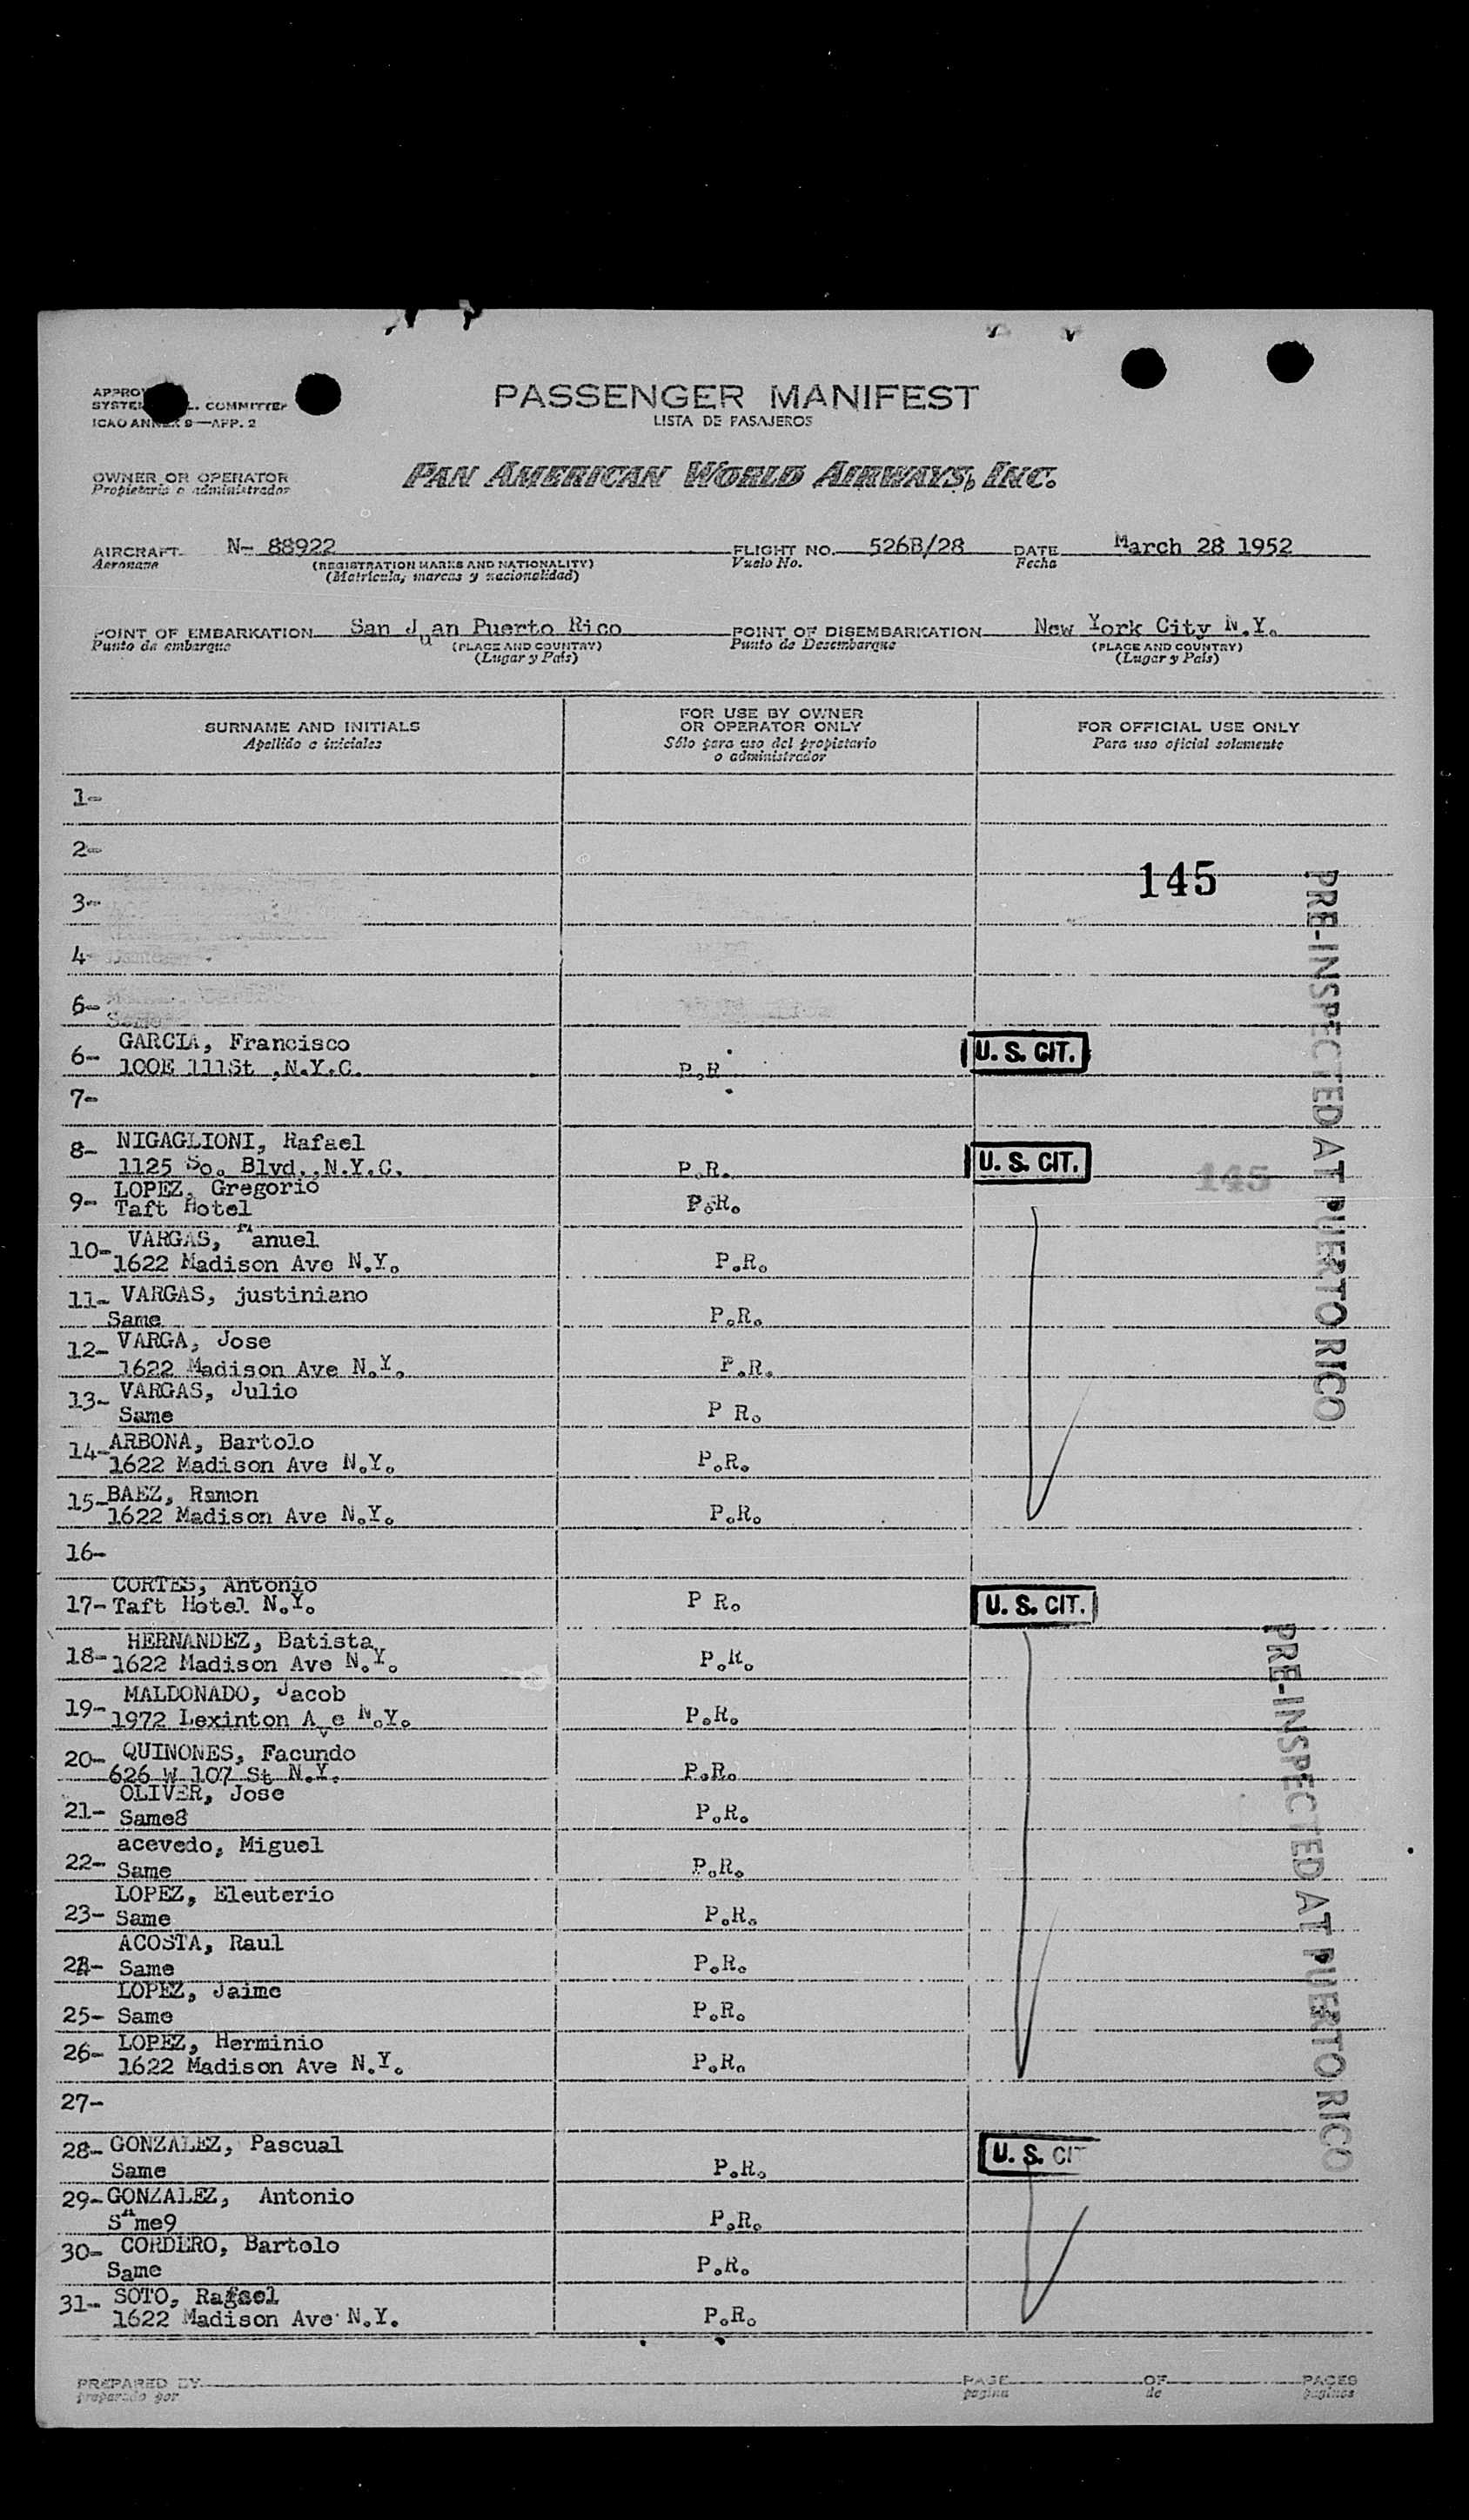 PASSENGER MANIFEST
LISTA DE PASAJEROS
COMMITTEE
ICAO ANNEX 9—APP. 2
OWNER OR OPERATOR
Propietario o administrador
PAN AMERICAN WORLD AIRWAYS, INC.
AIRCRAFT N- 88922 FLIGHT NO. 526B/28 DATE March 28 1952
Aeronane (REGISTRATION MARKS AND NATIONALITY) Vuelo No. Fecha
(Matricula, marcas y nacionalidad)
POINT OF EMBARKATION San Juan Puerto Rico POINT OF DISEMBARKATION New York City N.Y.
Punto de embarque (PLACE AND COUNTRY) Punto de Desembarque (PLACE AND COUNTRY)
(Lugar y País) (Lugar y País)
SURNAME AND INITIALS FOR USE BY OWNER OR OPERATOR ONLY FOR OFFICIAL USE ONLY
Apellido e iniciales Sólo para uso del propietario o administrador Para uso oficial solamente
1-
2-
145
3-
4-
6-
GARCIA, Francisco
6- 100E 111St ,N.Y.C. P.R. U. S. CIT.
7-
8- NIGAGLIONI, Rafael
1125 So. Blvd.,N.Y.C. P.R. U. S. CIT.
145
9- LOPEZ, Gregorio
Taft Hotel P.R.
10- VARGAS, Manuel
1622 Madison Ave N.Y. P.R.
11- VARGAS, justiniano
Same P.R.
12- VARGA, Jose
1622 Madison Ave N.Y. P.R.
13- VARGAS, Julio
Same P R.
14- ARBONA, Bartolo
1622 Madison Ave N.Y. P.R.
15- BAEZ, Ramon
1622 Madison Ave N.Y. P.R.
16-
CORTES, Antonio
17- Taft Hotel N.Y. P R. U. S. CIT.
HERNANDEZ, Batista
18- 1622 Madison Ave N.Y. P.R.
MALDONADO, Jacob
19- 1972 Lexinton Ave N.Y. P.R.
20- QUINONES, Facundo
626 W 107 St N.Y. P.R.
OLIVER, Jose
21- Same8 P.R.
acevedo, Miguel
22- Same P.R.
LOPEZ, Eleuterio
23- Same P.R.
ACOSTA, Raul
24- Same P.R.
LOPEZ, Jaime
25- Same P.R.
26- LOPEZ, Herminio
1622 Madison Ave N.Y. P.R.
27-
28- GONZALEZ, Pascual U. S. CIT
Same P.R.
29- GONZALEZ, Antonio
Same9 P.R.
30- CORDERO, Bartolo
Same P.R.
31- SOTO, Rafael
1622 Madison Ave N.Y. P.R.
PRE-INSPECTED AT PUERTO RICO
PRE-INSPECTED AT PUERTO RICO
PREPARED BY PAGE OF PAGES
preparado por pagina de paginas